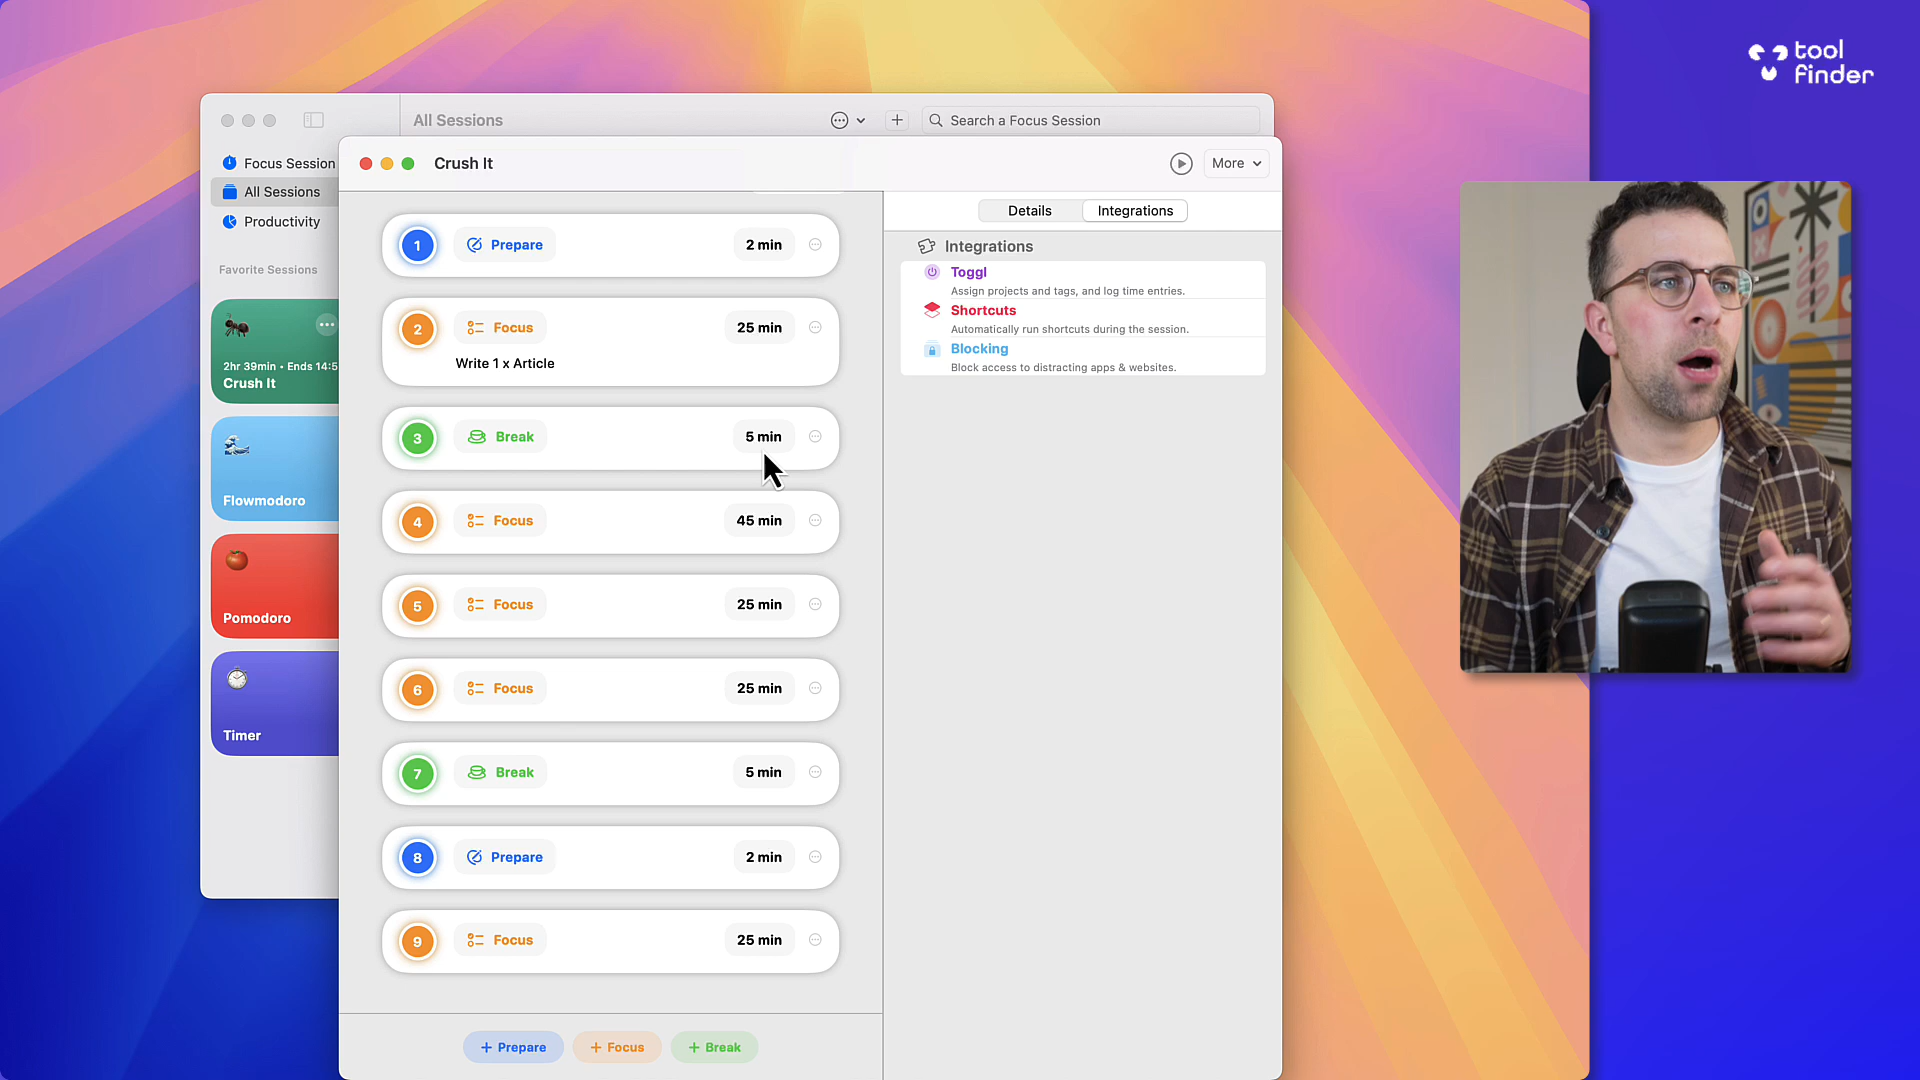 tool
finder
All Sessions
Search a Focus Session
Focus Session
All Sessions
Productivity
Favorite Sessions
2hr 39min • Ends 14:5
Crush It
Flowmodoro
Pomodoro
Timer
Crush It
More
1
Prepare
2 min
2
Focus
25 min
Write 1 x Article
3
Break
5 min
4
Focus
45 min
5
Focus
25 min
6
Focus
25 min
7
Break
5 min
8
Prepare
2 min
9
Focus
25 min
+ Prepare
+ Focus
+ Break
Details
Integrations
Integrations
Toggl
Assign projects and tags, and log time entries.
Shortcuts
Automatically run shortcuts during the session.
Blocking
Block access to distracting apps & websites.